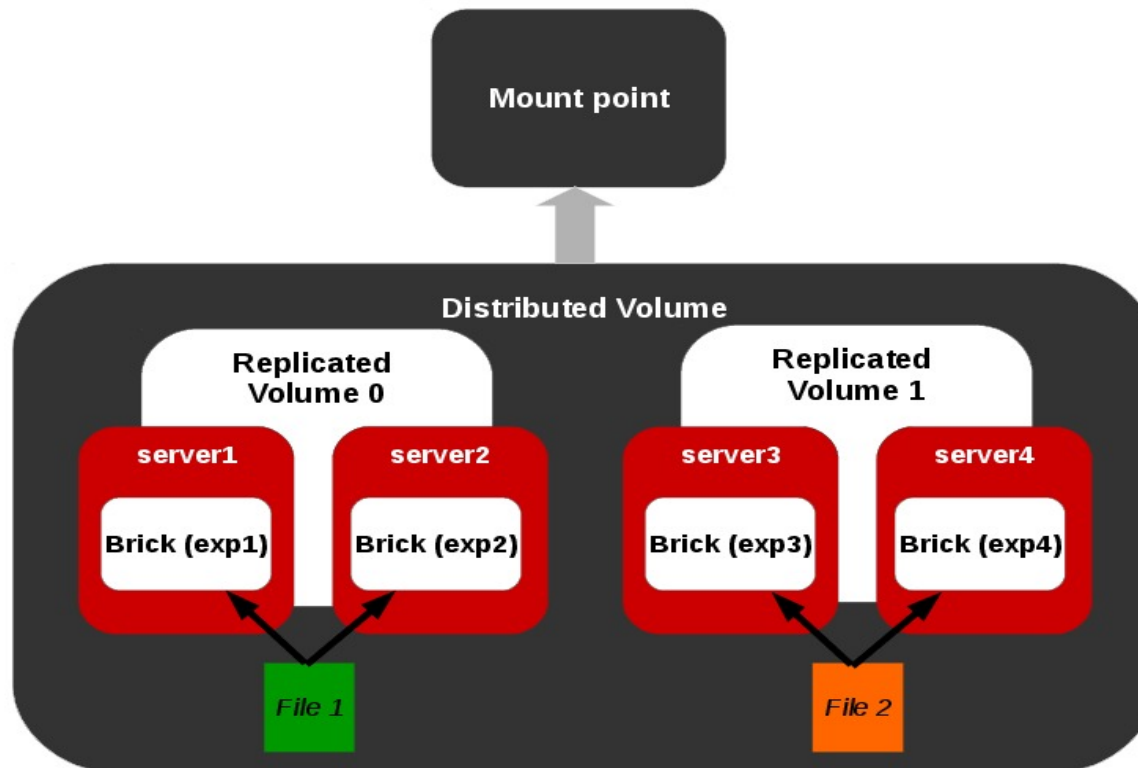 Mount point
Distributed Volume
Replicated
Volume 0
Replicated
Volume 1
server1
server2
server3
server4
Brick (exp1)
Brick (exp2)
Brick (exp3)
Brick (exp4)
File 1
File 2